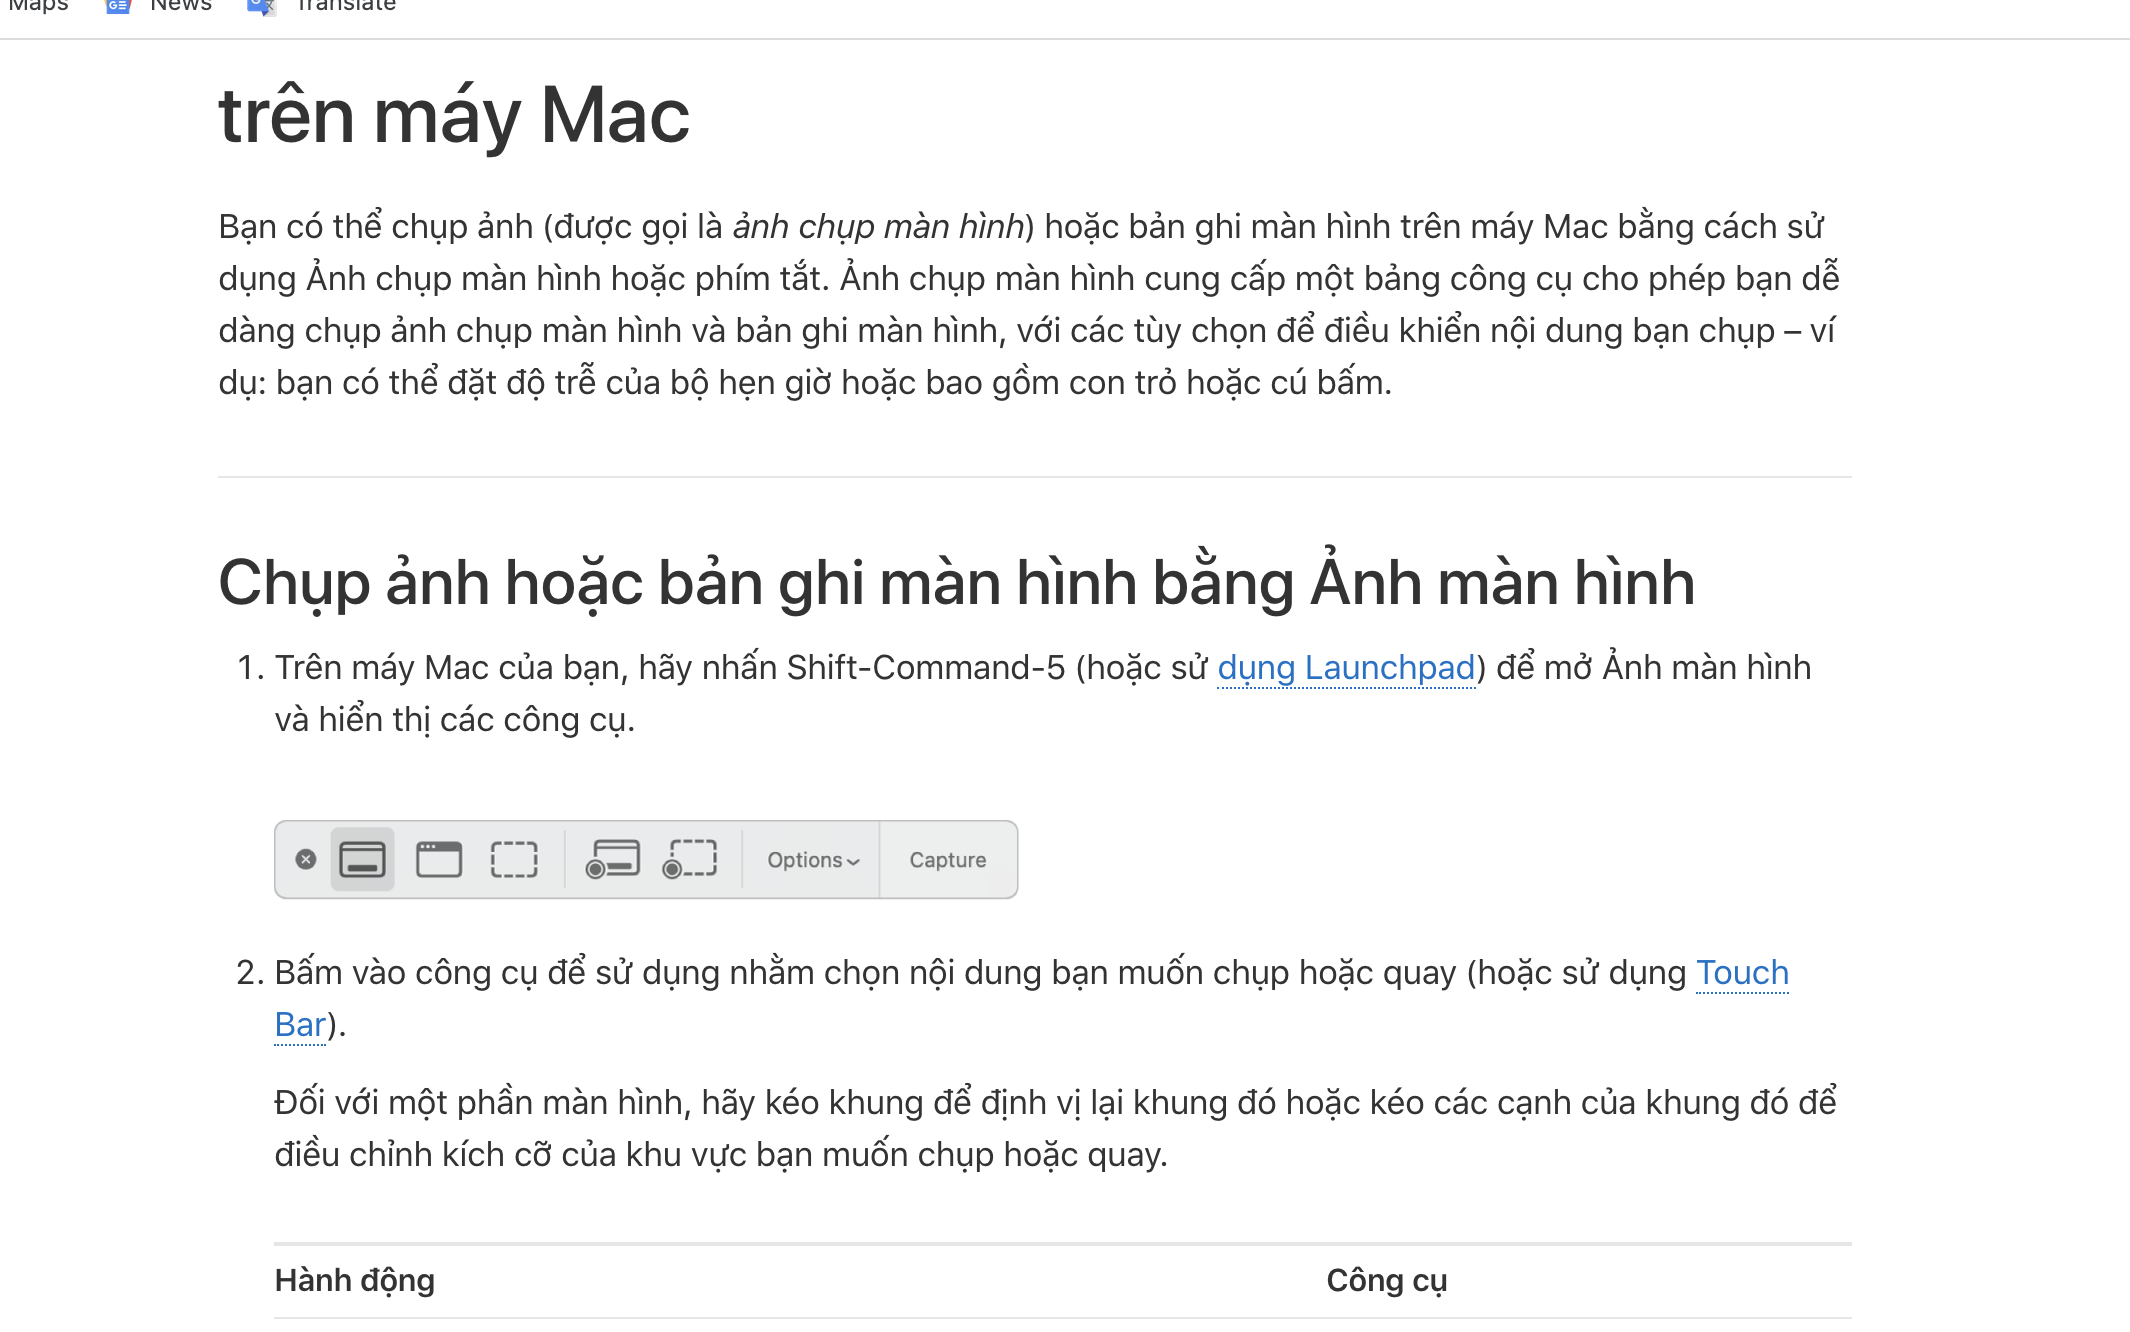 Maps News Translate
trên máy Mac
Bạn có thể chụp ảnh (được gọi là ảnh chụp màn hình) hoặc bản ghi màn hình trên máy Mac bằng cách sử
dụng Ảnh chụp màn hình hoặc phím tắt. Ảnh chụp màn hình cung cấp một bảng công cụ cho phép bạn dễ
dàng chụp ảnh chụp màn hình và bản ghi màn hình, với các tùy chọn để điều khiển nội dung bạn chụp – ví
dụ: bạn có thể đặt độ trễ của bộ hẹn giờ hoặc bao gồm con trỏ hoặc cú bấm.
Chụp ảnh hoặc bản ghi màn hình bằng Ảnh màn hình
1. Trên máy Mac của bạn, hãy nhấn Shift-Command-5 (hoặc sử dụng Launchpad) để mở Ảnh màn hình
và hiển thị các công cụ.
Options Capture
2. Bấm vào công cụ để sử dụng nhằm chọn nội dung bạn muốn chụp hoặc quay (hoặc sử dụng Touch
Bar).
Đối với một phần màn hình, hãy kéo khung để định vị lại khung đó hoặc kéo các cạnh của khung đó để
điều chỉnh kích cỡ của khu vực bạn muốn chụp hoặc quay.
Hành động Công cụ